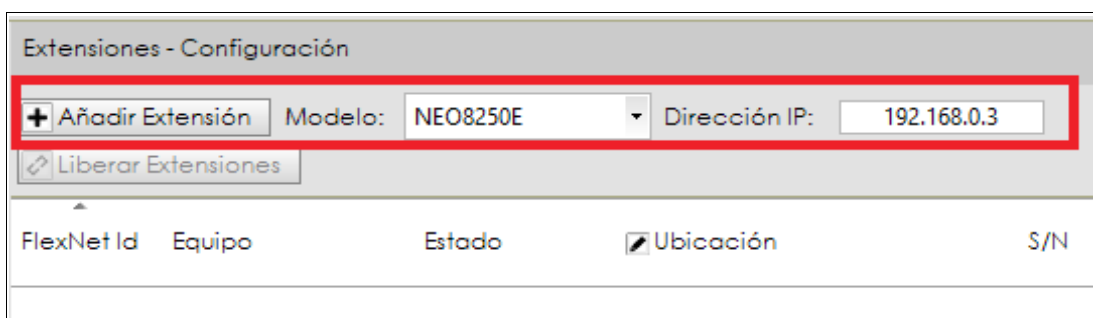 Extensiones - Configuración
Añadir Extensión Modelo: NEO8250E Dirección IP: 192.168.0.3
Liberar Extensiones
FlexNet Id Equipo Estado Ubicación S/N